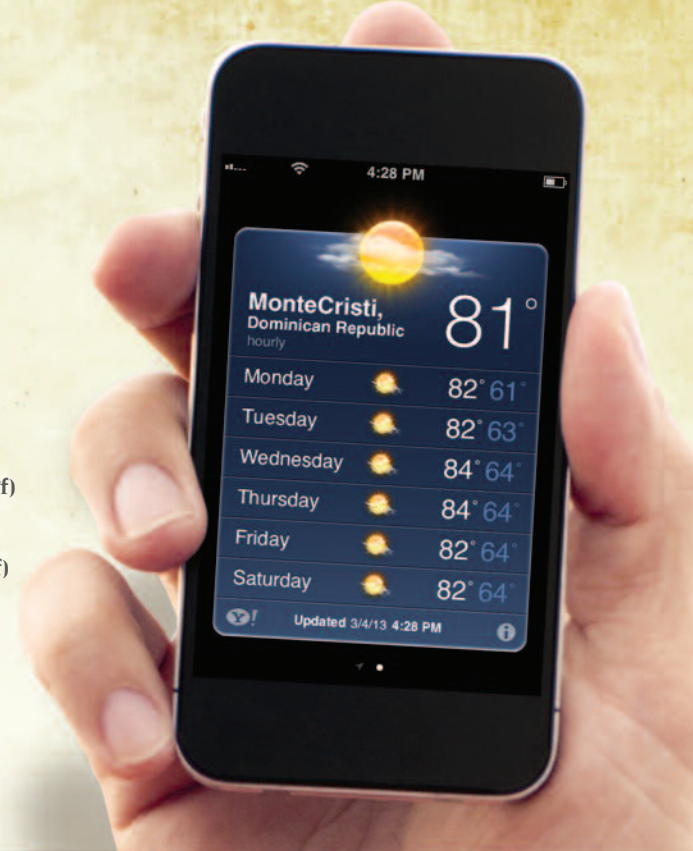 4:28 PM
MonteCristi,
Dominican Republic
hourly
81°
Monday 82° 61°
Tuesday 82° 63°
Wednesday 84° 64°
Thursday 84° 64°
Friday 82° 64°
Saturday 82° 64°
Y! Updated 3/4/13 4:28 PM i
f)
)